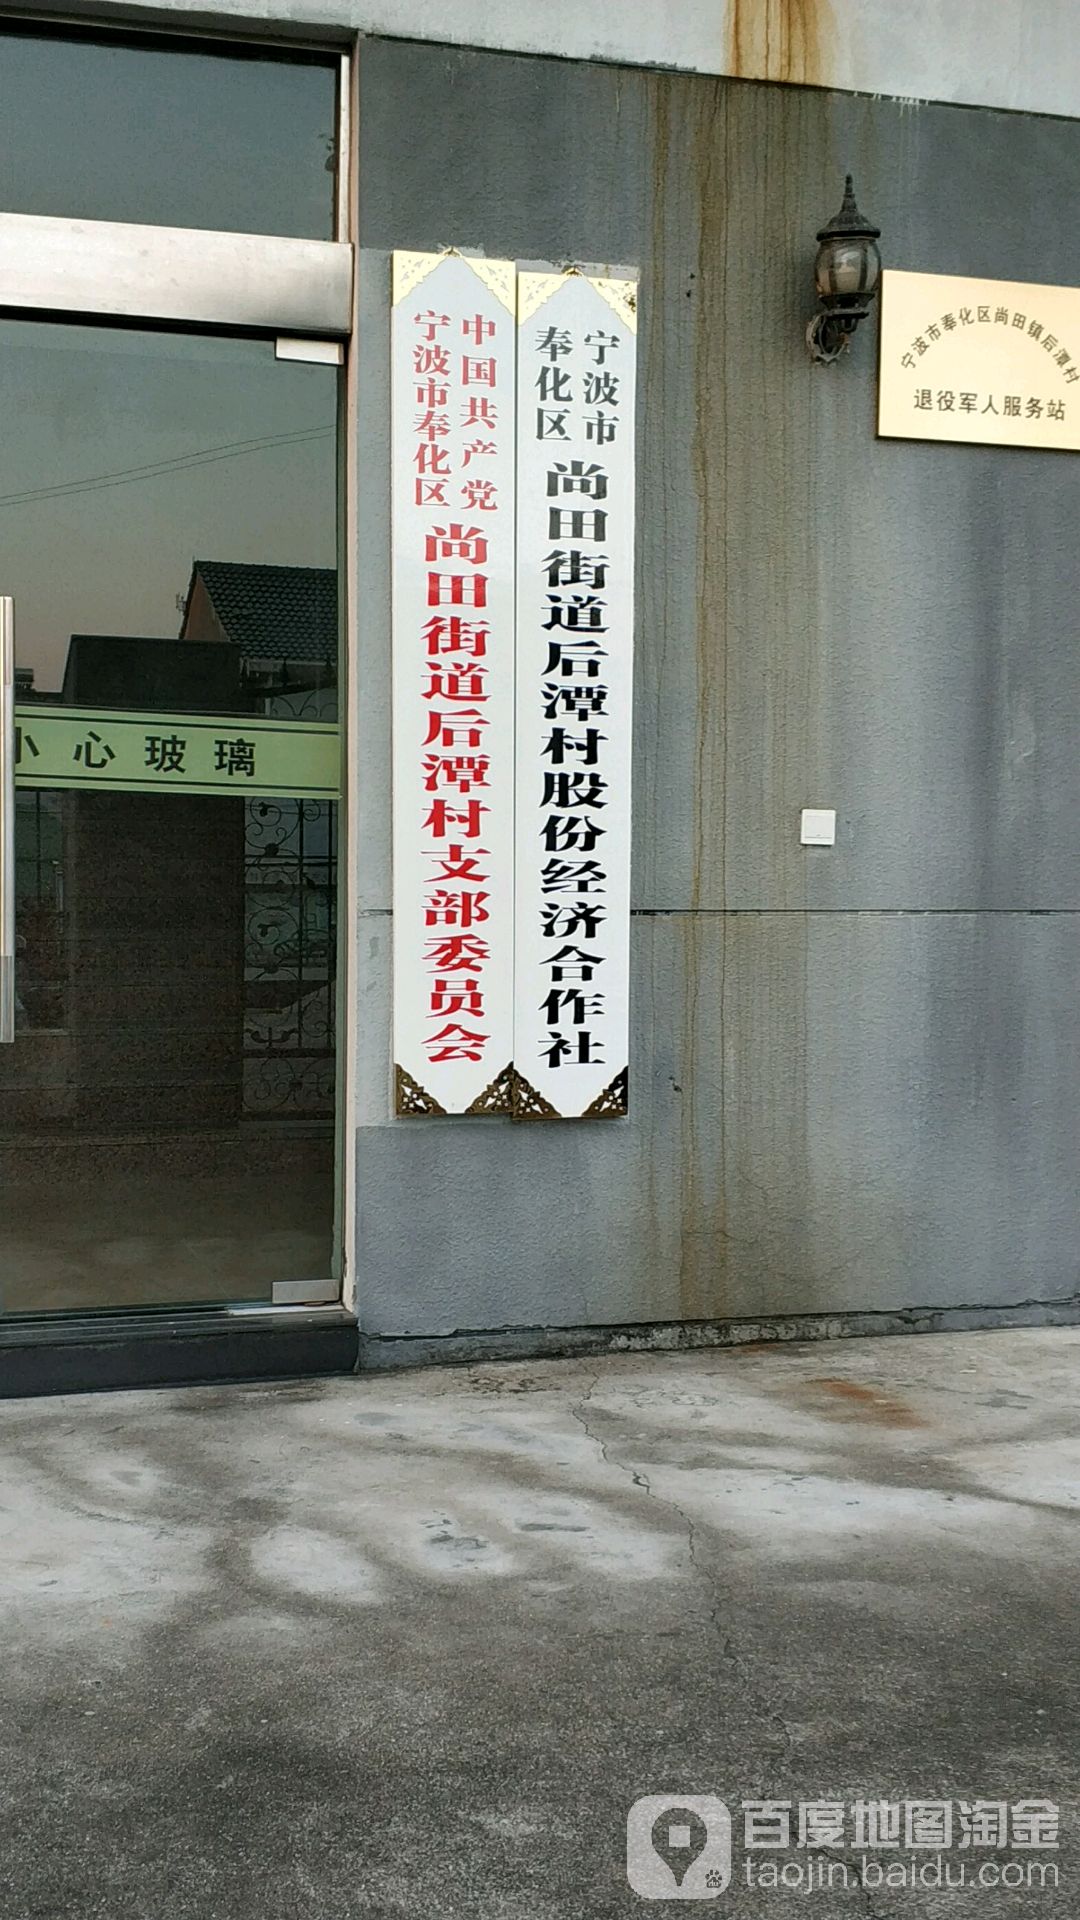 中国共产党
宁波市奉化区
尚田街道后潭村支部委员会
宁波市
奉化区
尚田街道后潭村股份经济合作社
宁波市奉化区尚田镇后潭村
退役军人服务站
小心玻璃
百度地图淘金
taojin.baidu.com